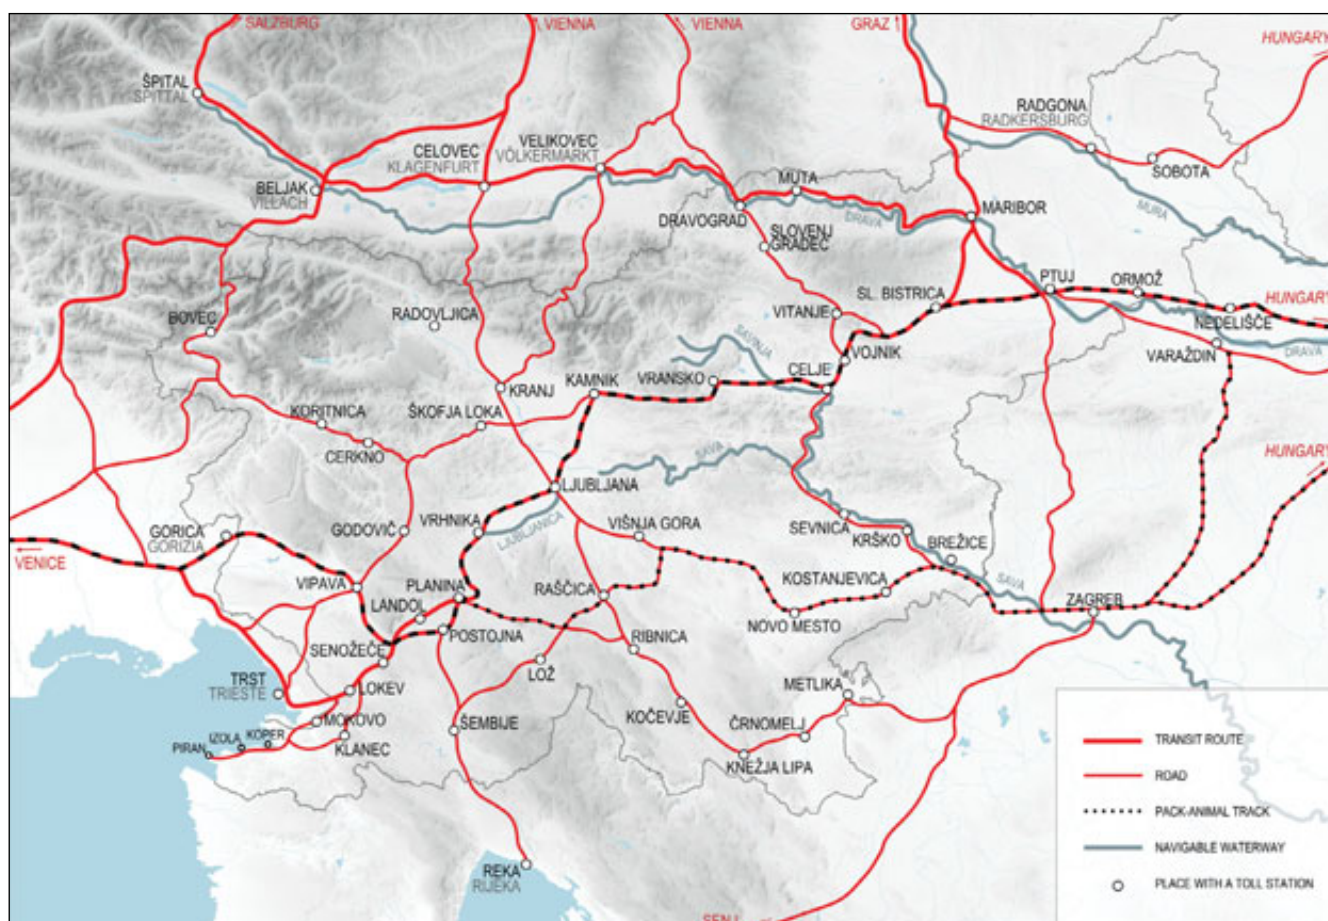 SALZBURG
VIENNA
VIENNA
GRAZ
HUNGARY
ŠPITAL
SPITTAL
RADGONA
RADKERSBURG
VELIKOVEC
VÖLKERMARKT
CELOVEC
KLAGENFURT
SOBOTA
BELJAK
VILLACH
MUTA
DRAVOGRAD
DRAVA
MARIBOR
MURA
SLOVENJ
GRADEC
PTUJ
ORMOŽ
SL. BISTRICA
HUNGARY
BOVEC
RADOVLJICA
VITANJE
NEDELIŠČE
SAVINJA
VOJNIK
VARAŽDIN
DRAVA
CELJE
VRANSKO
KAMNIK
KRANJ
KORITNICA
ŠKOFJA LOKA
CERKNO
SAVA
HUNGARY
LJUBLJANA
GORICA
GORIZIA
GODOVIČ
VRHNIKA
LJUBLJANICA
VIŠNJA GORA
SEVNICA
KRŠKO
BREŽICE
VENICE
VIPAVA
PLANINA
RAŠČICA
KOSTANJEVICA
SAVA
ZAGREB
LANDOL
POSTOJNA
NOVO MESTO
SENOŽEČE
RIBNICA
TRST
TRIESTE
LOKEV
LOŽ
METLIKA
MOKOVO
KOČEVJE
ČRNOMELJ
ŠEMBIJE
PIRAN
IZOLA
KOPER
KLANEC
KNEŽJA LIPA
TRANSIT ROUTE
ROAD
PACK-ANIMAL TRACK
NAVIGABLE WATERWAY
PLACE WITH A TOLL STATION
REKA
RIJEKA
SENJ